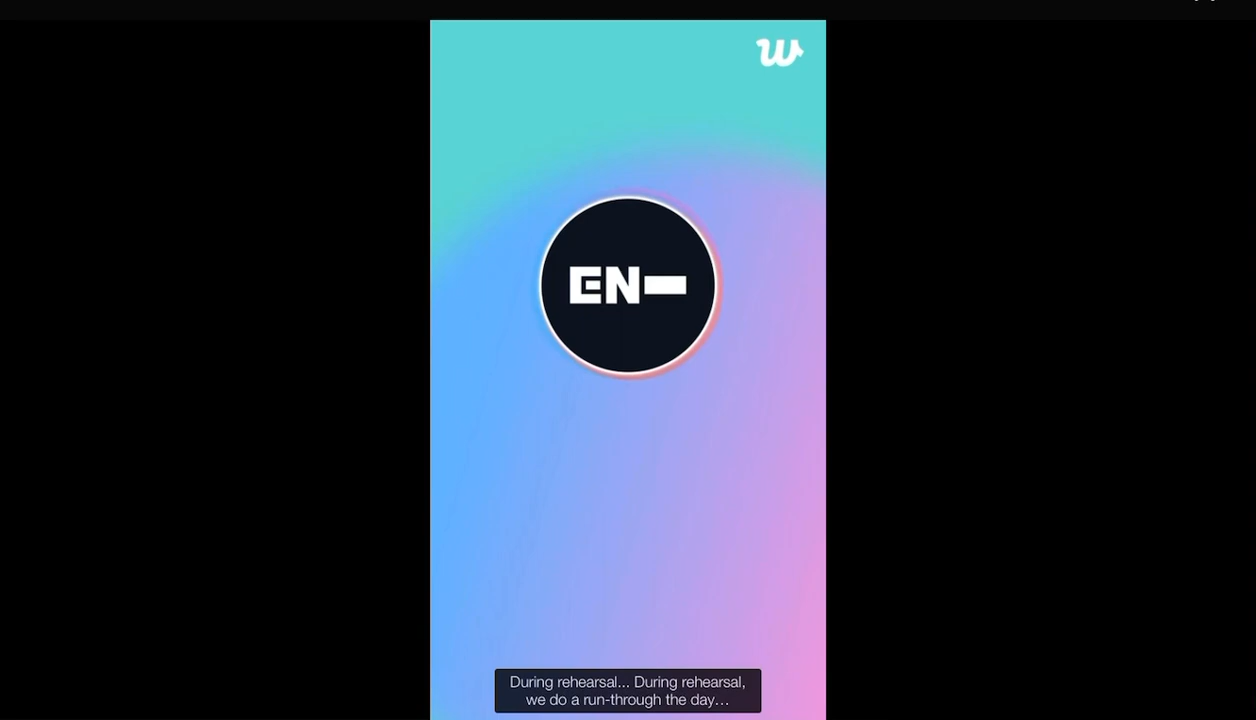 w
EN-
During rehearsal... During rehearsal,
we do a run-through the day...